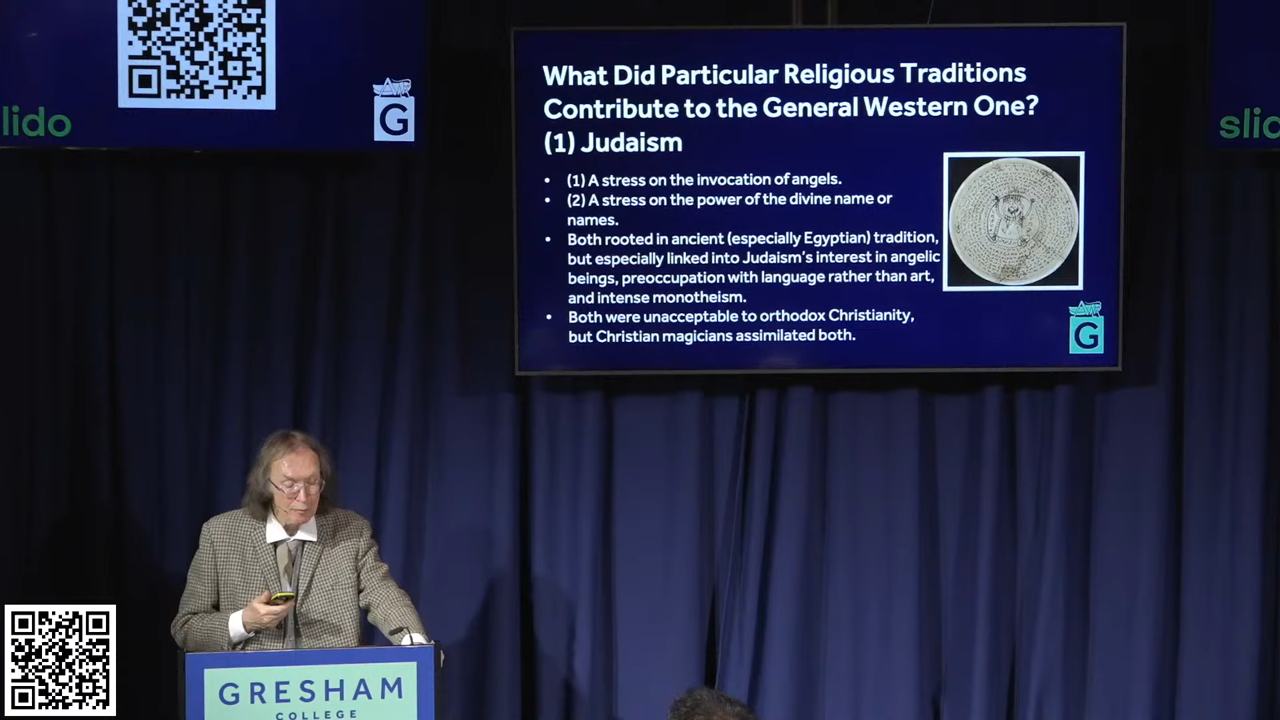 lido
G
What Did Particular Religious Traditions
Contribute to the General Western One?
(1) Judaism
• (1) A stress on the invocation of angels.
• (2) A stress on the power of the divine name or
names.
• Both rooted in ancient (especially Egyptian) tradition,
but especially linked into Judaism's interest in angelic
beings, preoccupation with language rather than art,
and intense monotheism.
• Both were unacceptable to orthodox Christianity,
but Christian magicians assimilated both.
G
slid
GRESHAM
COLLEGE